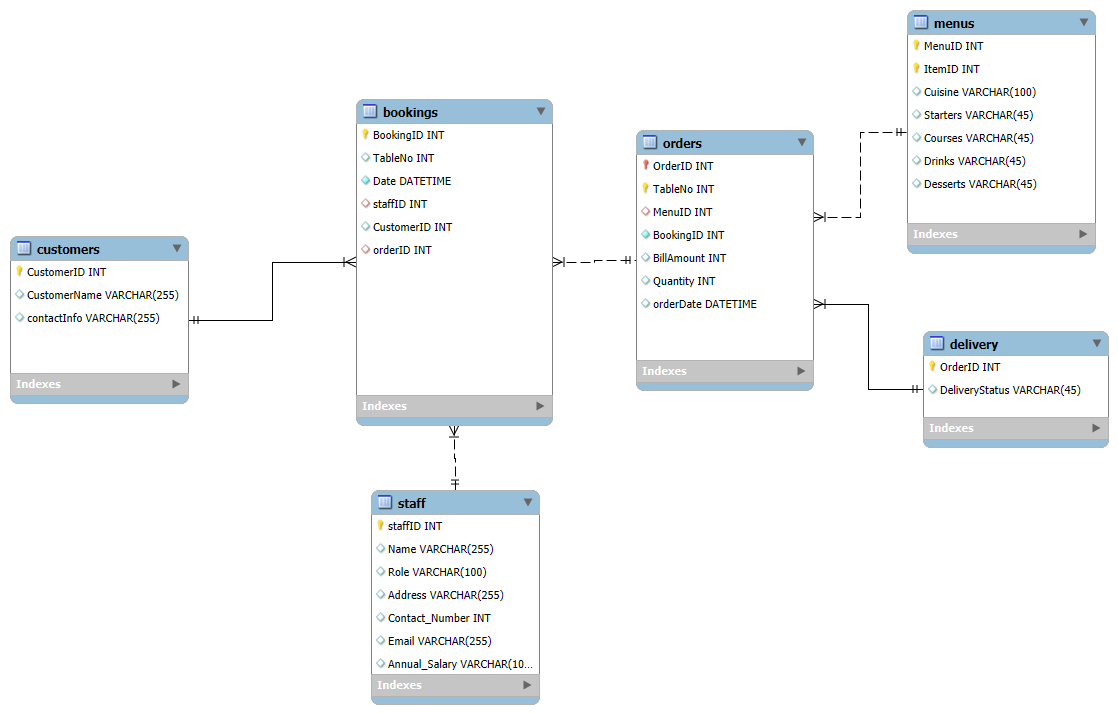 customers
CustomerID INT
CustomerName VARCHAR(255)
contactInfo VARCHAR(255)
Indexes
bookings
BookingID INT
TableNo INT
Date DATETIME
staffID INT
CustomerID INT
orderID INT
Indexes
staff
staffID INT
Name VARCHAR(255)
Role VARCHAR(100)
Address VARCHAR(255)
Contact_Number INT
Email VARCHAR(255)
Annual_Salary VARCHAR(10...
Indexes
orders
OrderID INT
TableNo INT
MenuID INT
BookingID INT
BillAmount INT
Quantity INT
orderDate DATETIME
Indexes
menus
MenuID INT
ItemID INT
Cuisine VARCHAR(100)
Starters VARCHAR(45)
Courses VARCHAR(45)
Drinks VARCHAR(45)
Desserts VARCHAR(45)
Indexes
delivery
OrderID INT
DeliveryStatus VARCHAR(45)
Indexes